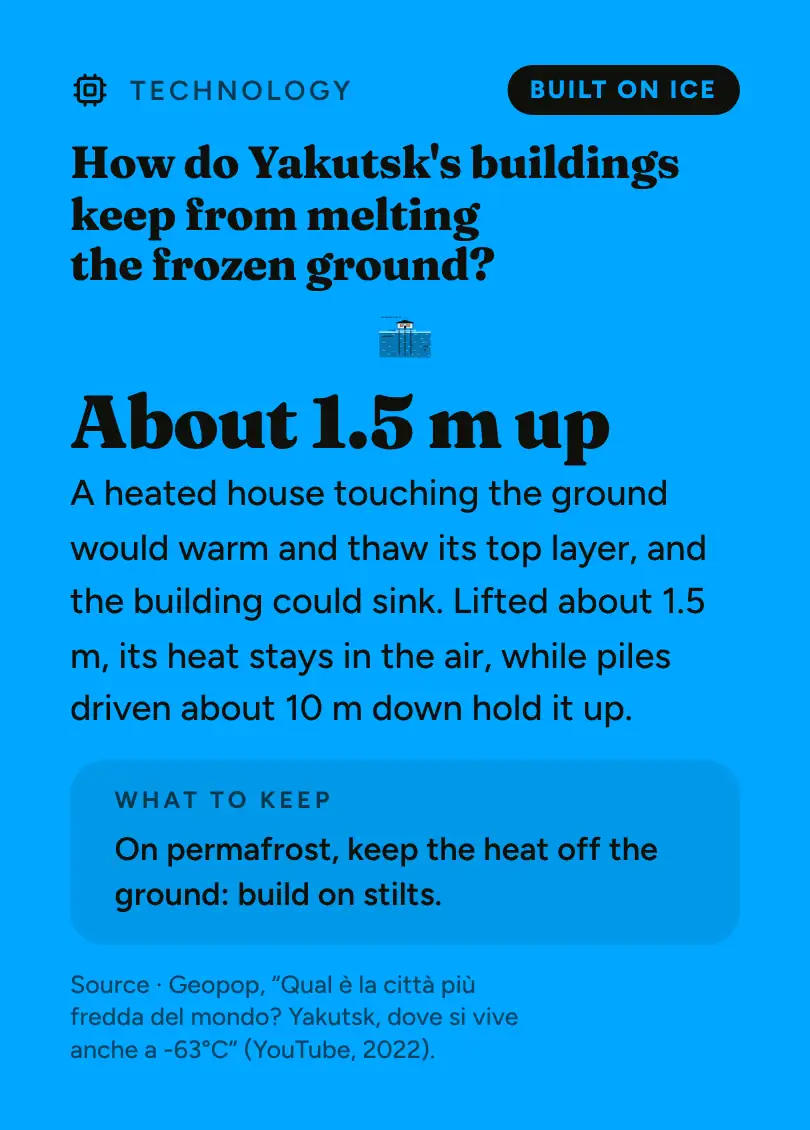 TECHNOLOGY
BUILT ON ICE
How do Yakutsk's buildings
keep from melting
the frozen ground?
About 1.5 m up
A heated house touching the ground
would warm and thaw its top layer, and
the building could sink. Lifted about 1.5
m, its heat stays in the air, while piles
driven about 10 m down hold it up.
WHAT TO KEEP
On permafrost, keep the heat off the
ground: build on stilts.
Source · Geopop, “Qual è la città più
fredda del mondo? Yakutsk, dove si vive
anche a -63°C” (YouTube, 2022).